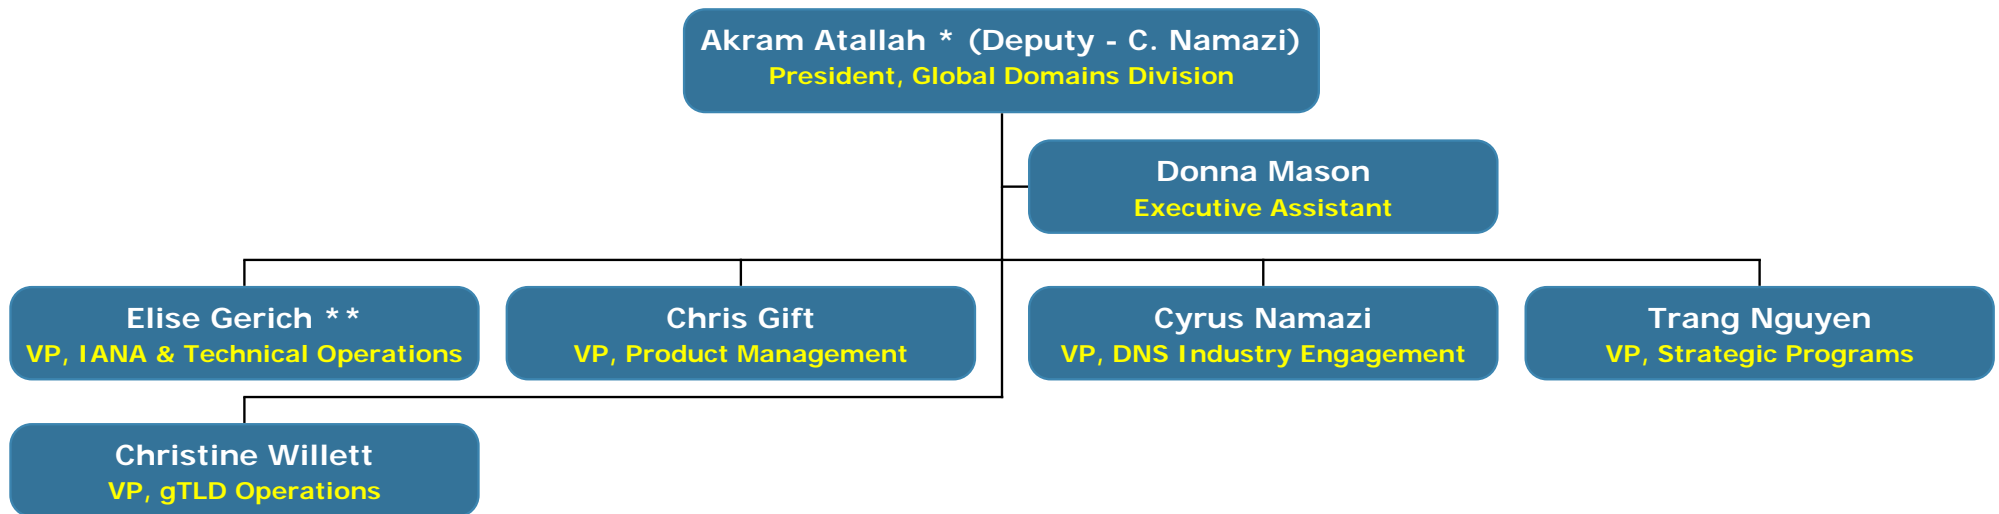 Akram Atallah * (Deputy - C. Namazi)
President, Global Domains Division
Donna Mason
Executive Assistant
Elise Gerich **
VP, IANA & Technical Operations
Chris Gift
VP, Product Management
Cyrus Namazi
VP, DNS Industry Engagement
Trang Nguyen
VP, Strategic Programs
Christine Willett
VP, gTLD Operations